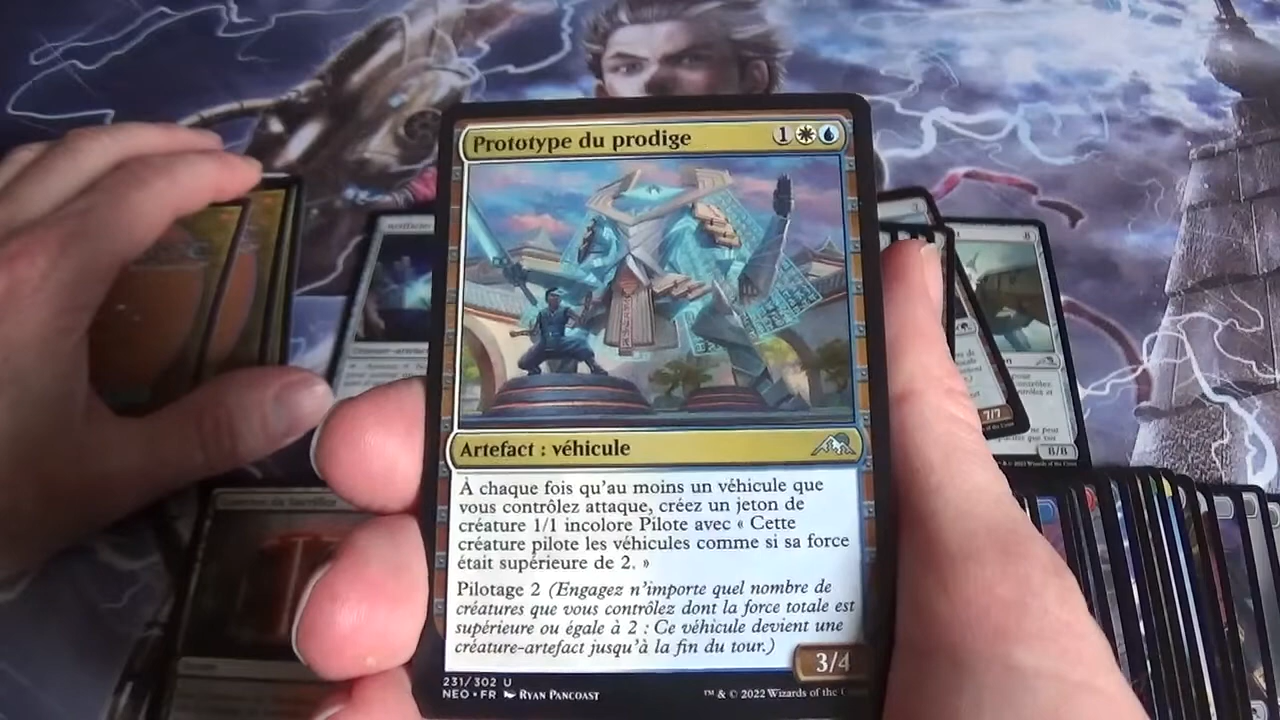 Prototype du prodige 1
Artefact : véhicule
À chaque fois qu'au moins un véhicule que
vous contrôlez attaque, créez un jeton de
créature 1/1 incolore Pilote avec « Cette
créature pilote les véhicules comme si sa force
était supérieure de 2. »
Pilotage 2 (Engagez n'importe quel nombre de
créatures que vous contrôlez dont la force totale est
supérieure ou égale à 2 : Ce véhicule devient une
créature-artefact jusqu'à la fin du tour.)
3/4
231/302 U
NEO • FR RYAN PANCOAST
™ & © 2022 Wizards of the
7/7
8
8/8